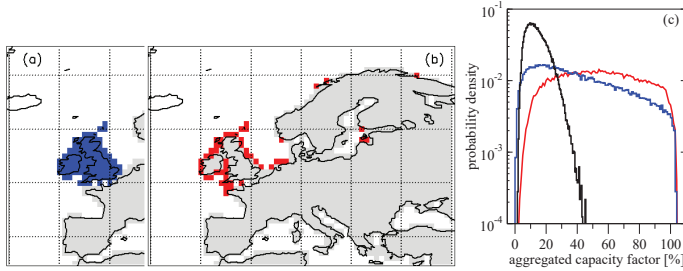 (a)
(b)
(c)
10⁻¹
10⁻²
10⁻³
10⁻⁴
probability density
0 20 40 60 80 100
aggregated capacity factor [%]